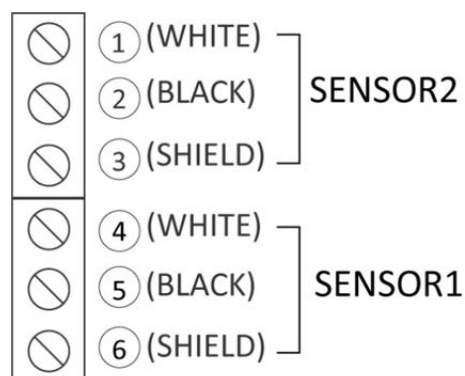 1 (WHITE)
2 (BLACK) SENSOR2
3 (SHIELD)
4 (WHITE)
5 (BLACK) SENSOR1
6 (SHIELD)